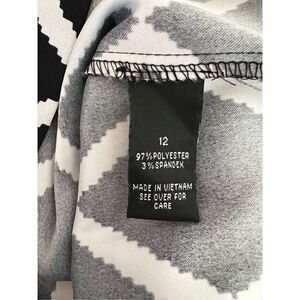 12
97%POLYESTER
3%SPANDEX
MADE IN VIETNAM
SEE OVER FOR
CARE